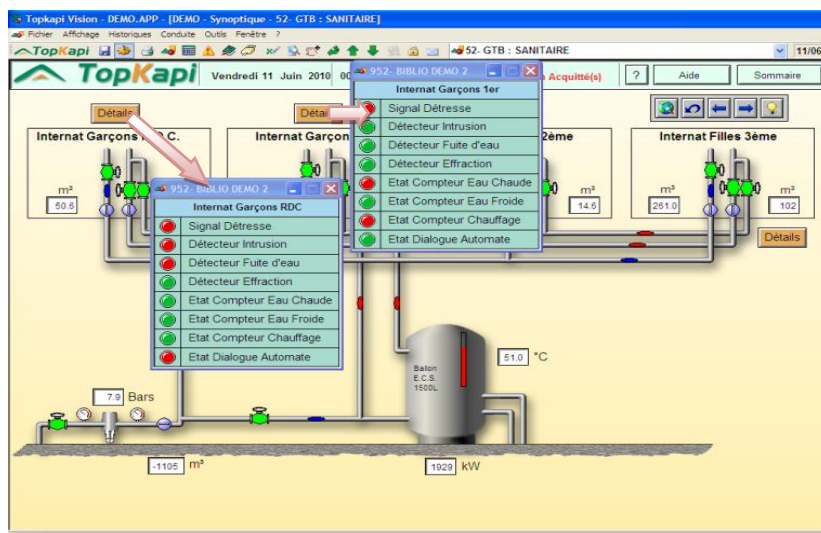 Topkapi Vision - DEMO.APP - [DEMO - Synoptique - 52- GTB : SANITAIRE]
Fichier Affichage Historiques Conduite Outils Fenêtre ?
TopKapi 52- GTB : SANITAIRE 11/06
TopKapi Vendredi 11 Juin 2010 Acquitté(s) ? Aide Sommaire
952- BIBLIO DEMO 2
Internat Garçons 1er
Signal Détresse
Détecteur Intrusion
Détecteur Fuite d'eau
Détecteur Effraction
Etat Compteur Eau Chaude
Etat Compteur Eau Froide
Etat Compteur Chauffage
Etat Dialogue Automate
Détails
Internat Garçons
Internat Garçon
2ème
Internat Filles 3ème
m³
50.6
m³
14.6
m³
261.0
m³
102
Détails
952- BIBLIO DEMO 2
Internat Garçons RDC
Signal Détresse
Détecteur Intrusion
Détecteur Fuite d'eau
Détecteur Effraction
Etat Compteur Eau Chaude
Etat Compteur Eau Froide
Etat Compteur Chauffage
Etat Dialogue Automate
51.0 °C
Balon
E.C.S.
1500L
7.9 Bars
-1105 m³
1929 kW